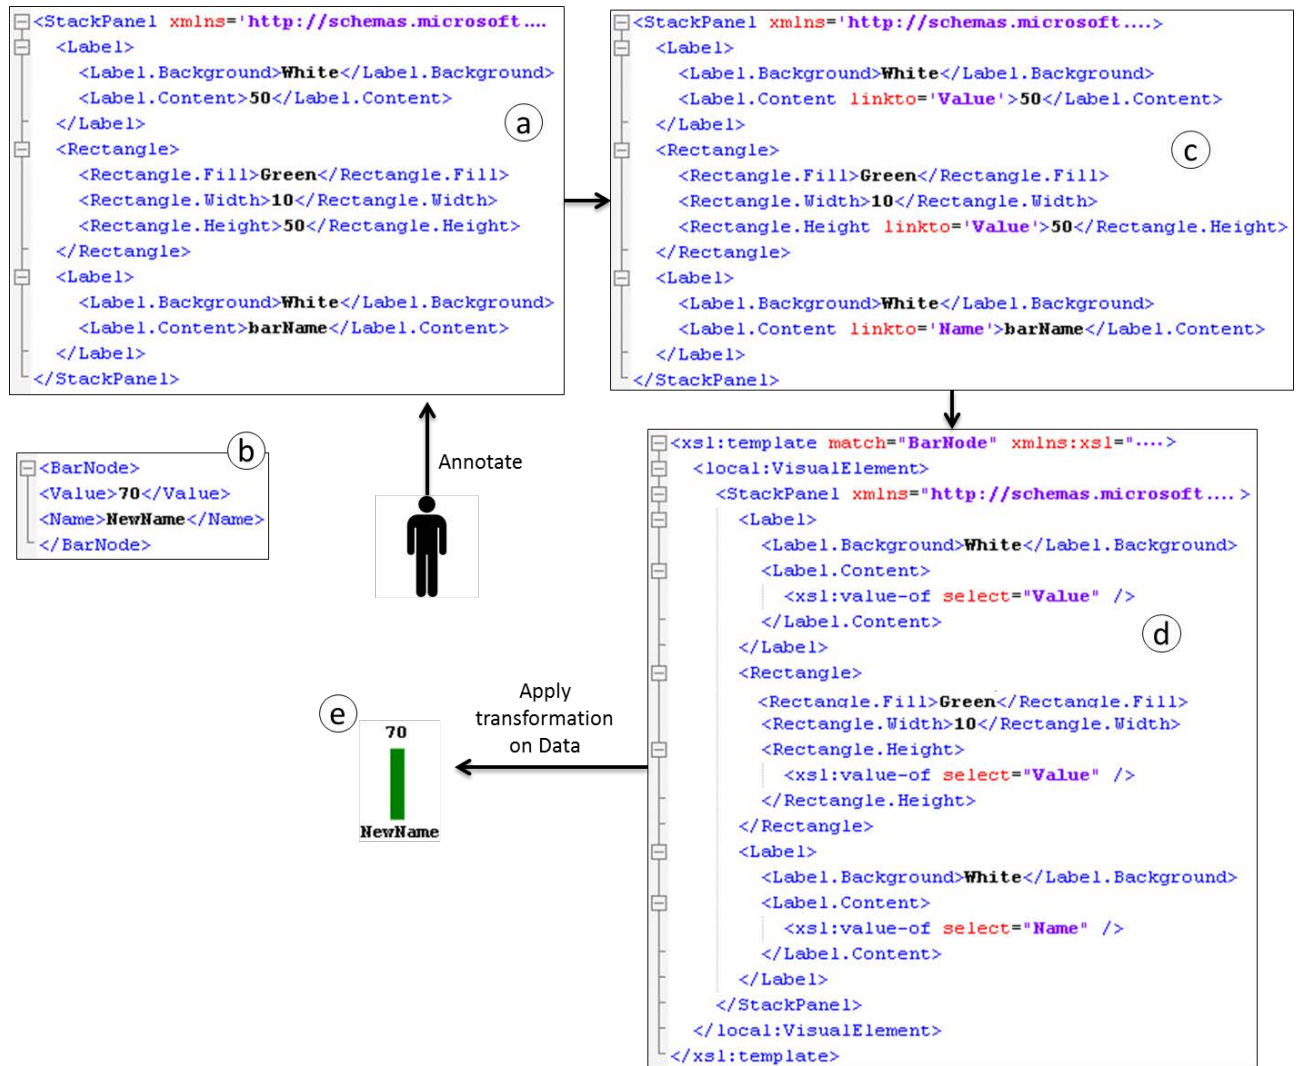 <StackPanel xmlns='http://schemas.microsoft....
<Label>
<Label.Background>White</Label.Background>
<Label.Content>50</Label.Content>
</Label>
<Rectangle>
<Rectangle.Fill>Green</Rectangle.Fill>
<Rectangle.Width>10</Rectangle.Width>
<Rectangle.Height>50</Rectangle.Height>
</Rectangle>
<Label>
<Label.Background>White</Label.Background>
<Label.Content>barName</Label.Content>
</Label>
</StackPanel>
a
<StackPanel xmlns='http://schemas.microsoft....>
<Label>
<Label.Background>White</Label.Background>
<Label.Content linkto='Value'>50</Label.Content>
</Label>
<Rectangle>
<Rectangle.Fill>Green</Rectangle.Fill>
<Rectangle.Width>10</Rectangle.Width>
<Rectangle.Height linkto='Value'>50</Rectangle.Height>
</Rectangle>
<Label>
<Label.Background>White</Label.Background>
<Label.Content linkto='Name'>barName</Label.Content>
</Label>
</StackPanel>
c
b
<BarNode>
<Value>70</Value>
<Name>NewName</Name>
</BarNode>
Annotate
<xsl:template match="BarNode" xmlns:xsl="....>
<local:VisualElement>
<StackPanel xmlns="http://schemas.microsoft.... >
<Label>
<Label.Background>White</Label.Background>
<Label.Content>
<xsl:value-of select="Value" />
</Label.Content>
</Label>
<Rectangle>
<Rectangle.Fill>Green</Rectangle.Fill>
<Rectangle.Width>10</Rectangle.Width>
<Rectangle.Height>
<xsl:value-of select="Value" />
</Rectangle.Height>
</Rectangle>
<Label>
<Label.Background>White</Label.Background>
<Label.Content>
<xsl:value-of select="Name" />
</Label.Content>
</Label>
</StackPanel>
</local:VisualElement>
</xsl:template>
d
Apply
transformation
on Data
e
70
NewName